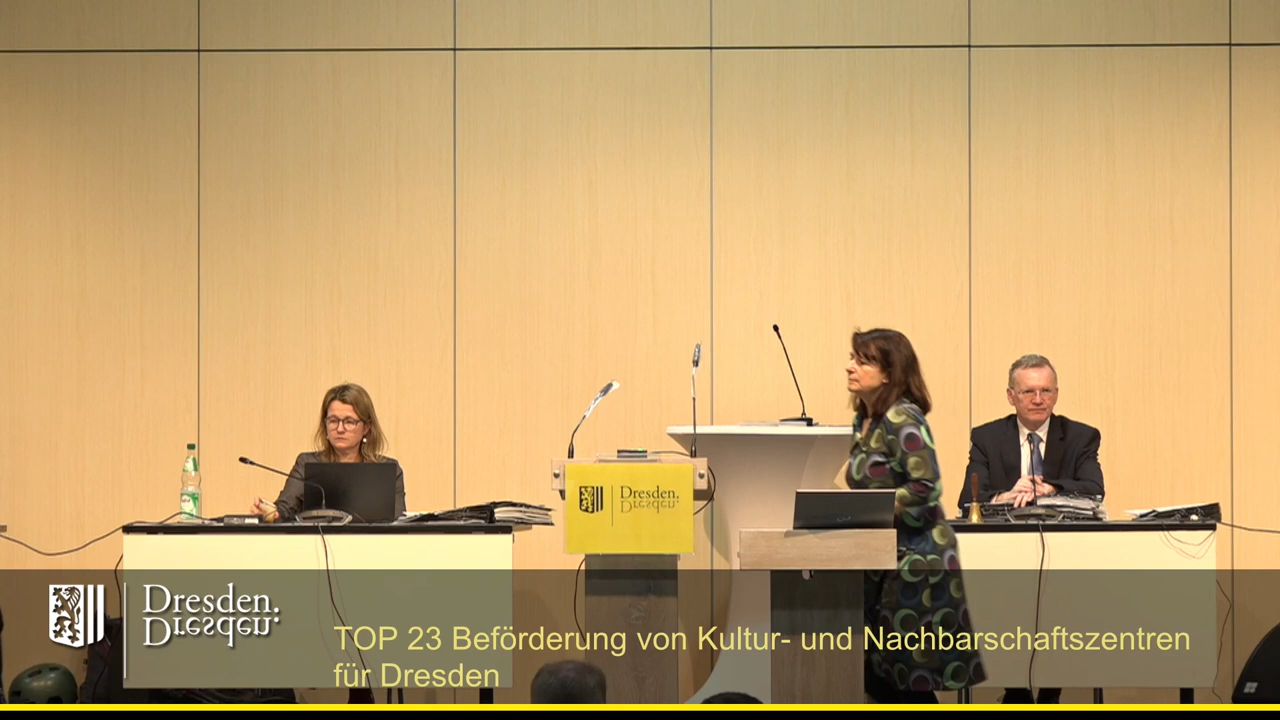 Dresden.
Dresden.
Dresden.
Dresden.
TOP 23 Beförderung von Kultur- und Nachbarschaftszentren
für Dresden